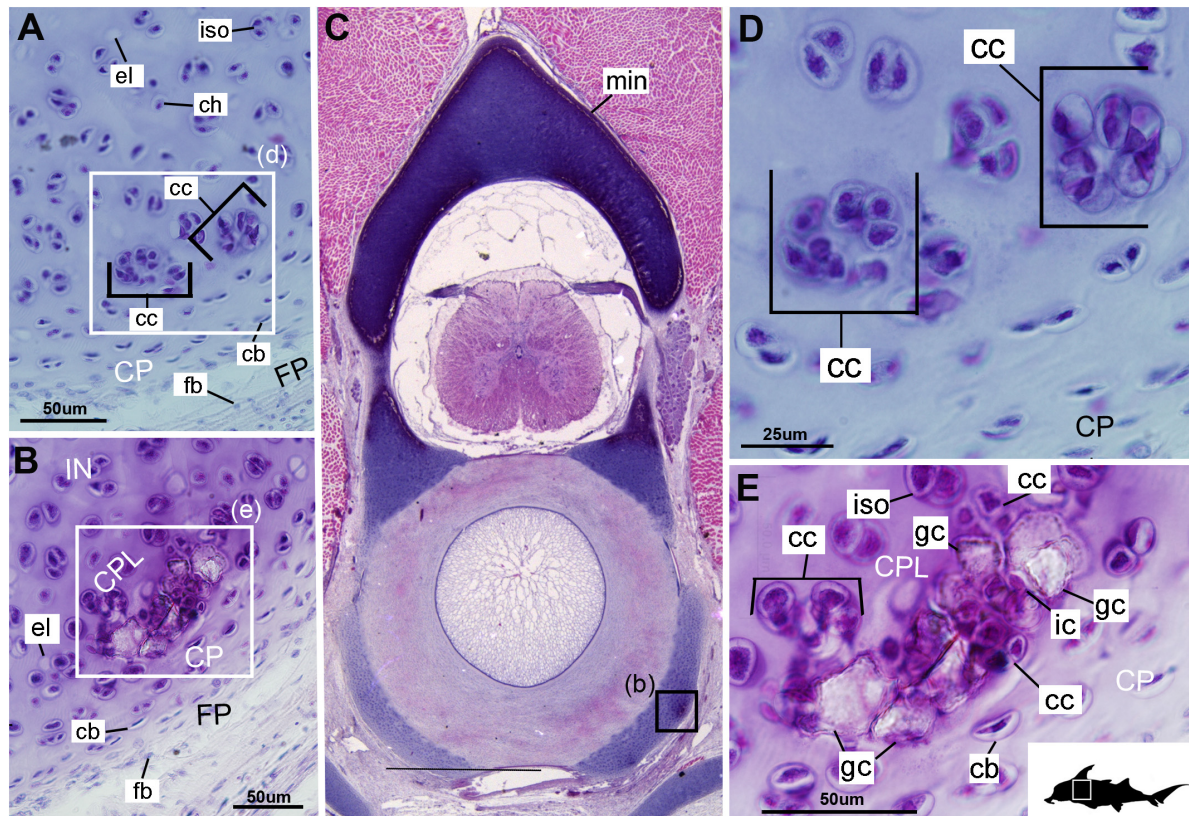 A
iso
el
ch
(d)
cc
cc
cb
CP
FP
fb
50um
B
IN
(e)
CPL
el
CP
FP
cb
fb
50um
C
min
(b)
D
cc
cc
CP
25um
E
iso
cc
gc
cc
CPL
gc
ic
cc
CP
gc
cb
50um